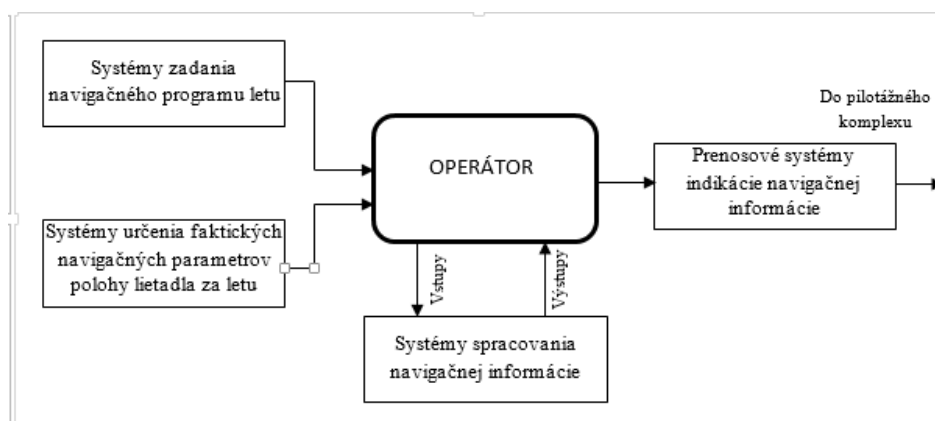 Systémy zadania
navigačného programu letu
Systémy určenia faktických
navigačných parametrov
polohy lietadla za letu
OPERÁTOR
Vstupy
Výstupy
Systémy spracovania
navigačnej informácie
Do pilotážného
komplexu
Prenosové systémy
indikácie navigačnej
informácie